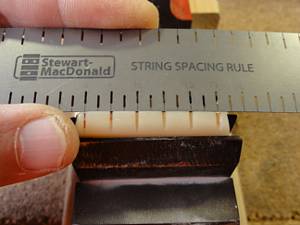 Stewart-
MacDonald
STRING SPACING RULE